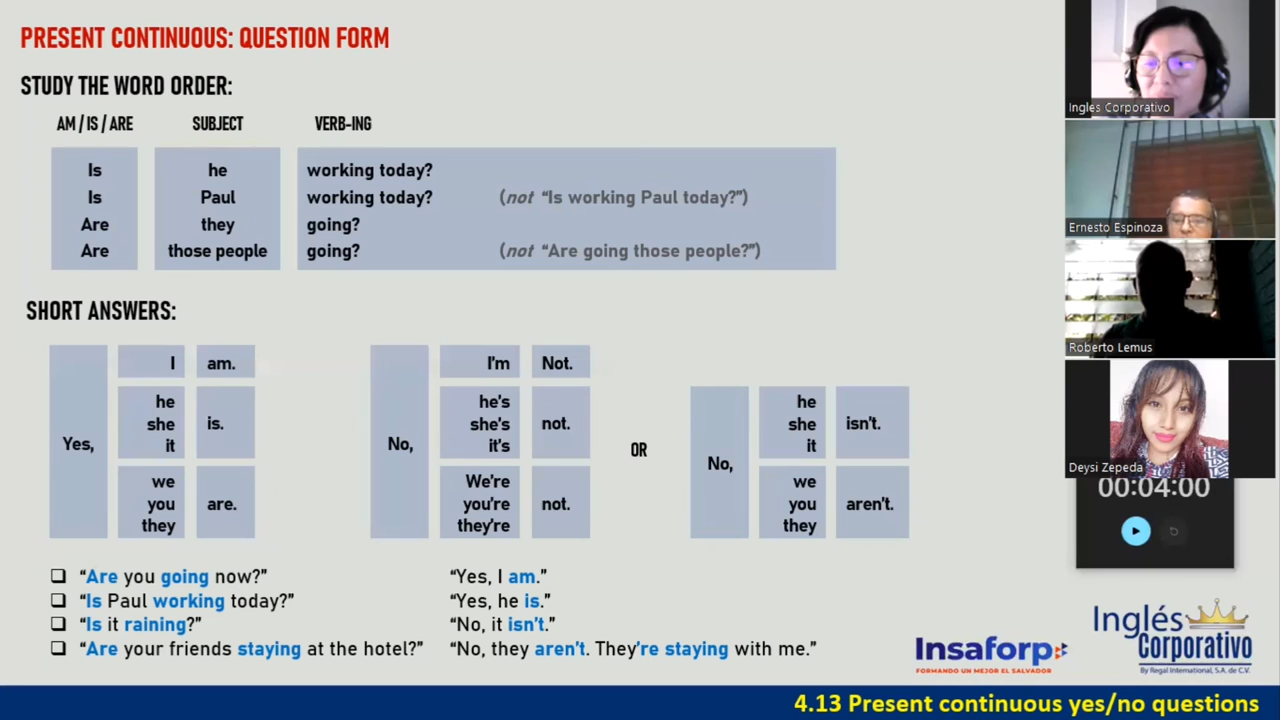 PRESENT CONTINUOUS: QUESTION FORM
STUDY THE WORD ORDER:
AM / IS / ARE SUBJECT VERB-ING
Is he working today?
Is Paul working today? (not “Is working Paul today?”)
Are they going?
Are those people going? (not “Are going those people?”)
SHORT ANSWERS:
Yes,
I am.
he
she is.
it
we
you are.
they
No,
I'm Not.
he's
she's not.
it's
We're
you're not.
they're
OR
No,
he
she isn't.
it
we
you aren't.
they
“Are you going now?” “Yes, I am.”
“Is Paul working today?” “Yes, he is.”
“Is it raining?” “No, it isn't.”
“Are your friends staying at the hotel?” “No, they aren't. They're staying with me.”
Inglés Corporativo
Ernesto Espinoza
Roberto Lemus
Deysi Zepeda
00:04:00
Insaforp
FORMANDO UN MEJOR EL SALVADOR
Inglés
Corporativo
By Regal International, S.A. de C.V.
4.13 Present continuous yes/no questions